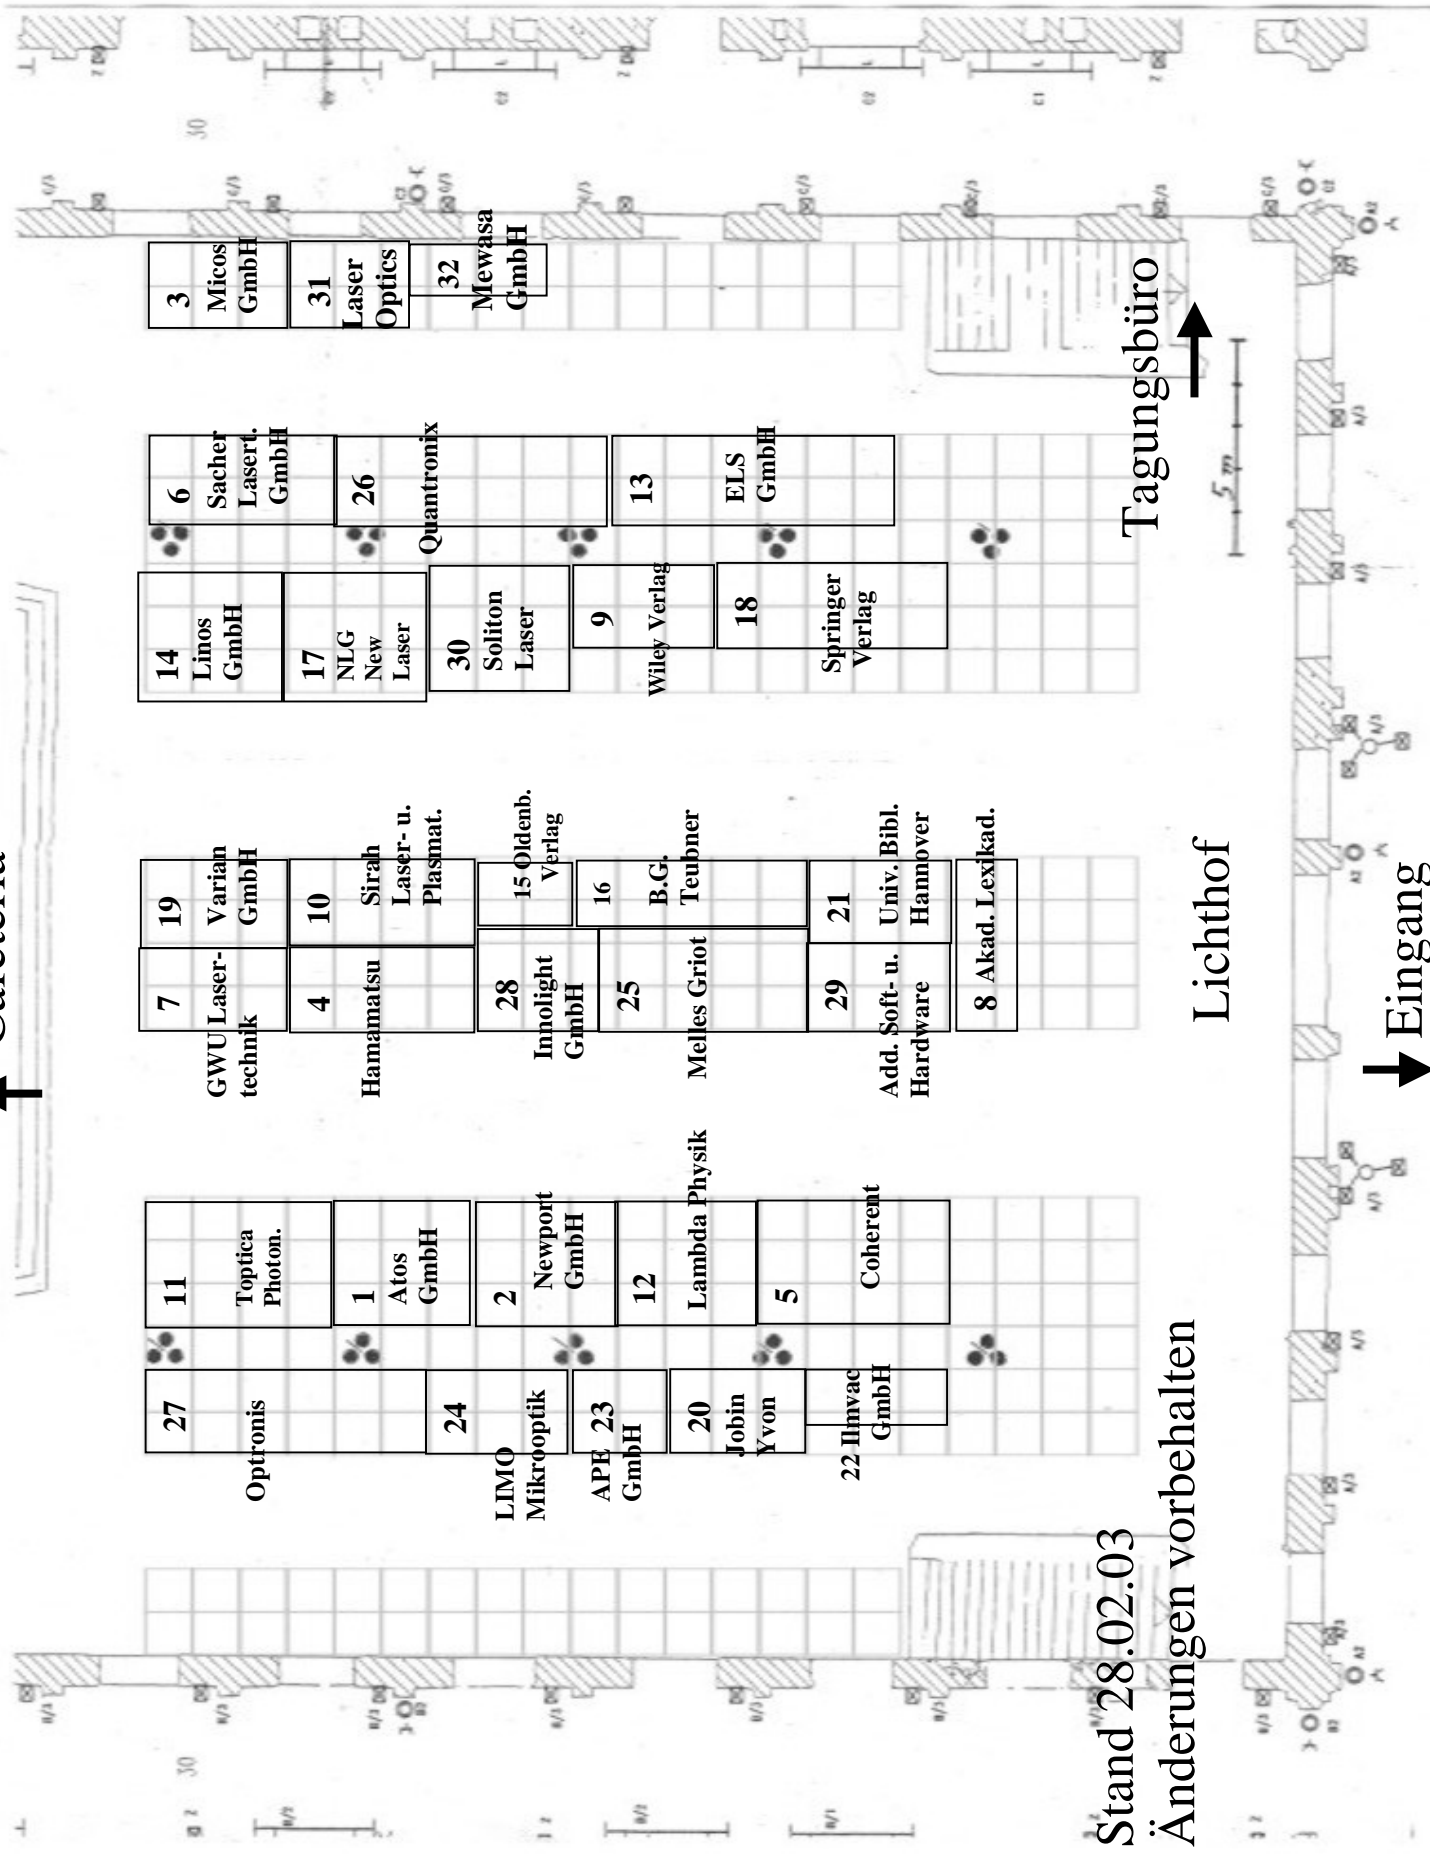 Cafeteria
27
Optronis
24
LIMO
Mikrooptik
APE 23
GmbH
20
Jobin
Yvon
22 Ilmvac
GmbH
11
Toptica
Photon.
1
Atos
GmbH
2
Newport
GmbH
12
Lambda Physik
5
Coherent
7
GWU Laser-
technik
4
Hamamatsu
28
Innolight
GmbH
25
Melles Griot
29
Add. Soft- u.
Hardware
19
Varian
GmbH
10
Sirah
Laser- u.
Plasmat.
15 Oldenb.
Verlag
16
B.G.
Teubner
21
Univ. Bibl.
Hannover
8 Akad. Lexikad.
14
Linos
GmbH
17
NLG
New
Laser
30
Soliton
Laser
9
Wiley Verlag
18
Springer
Verlag
6
Sacher
Lasert.
GmbH
26
Quantronix
13
ELS
GmbH
3
Micos
GmbH
31
Laser
Optics
32
Mewasa
GmbH
30
30
Tagungsbüro
5 m
Stand 28.02.03
Änderungen vorbehalten
Lichthof
Eingang